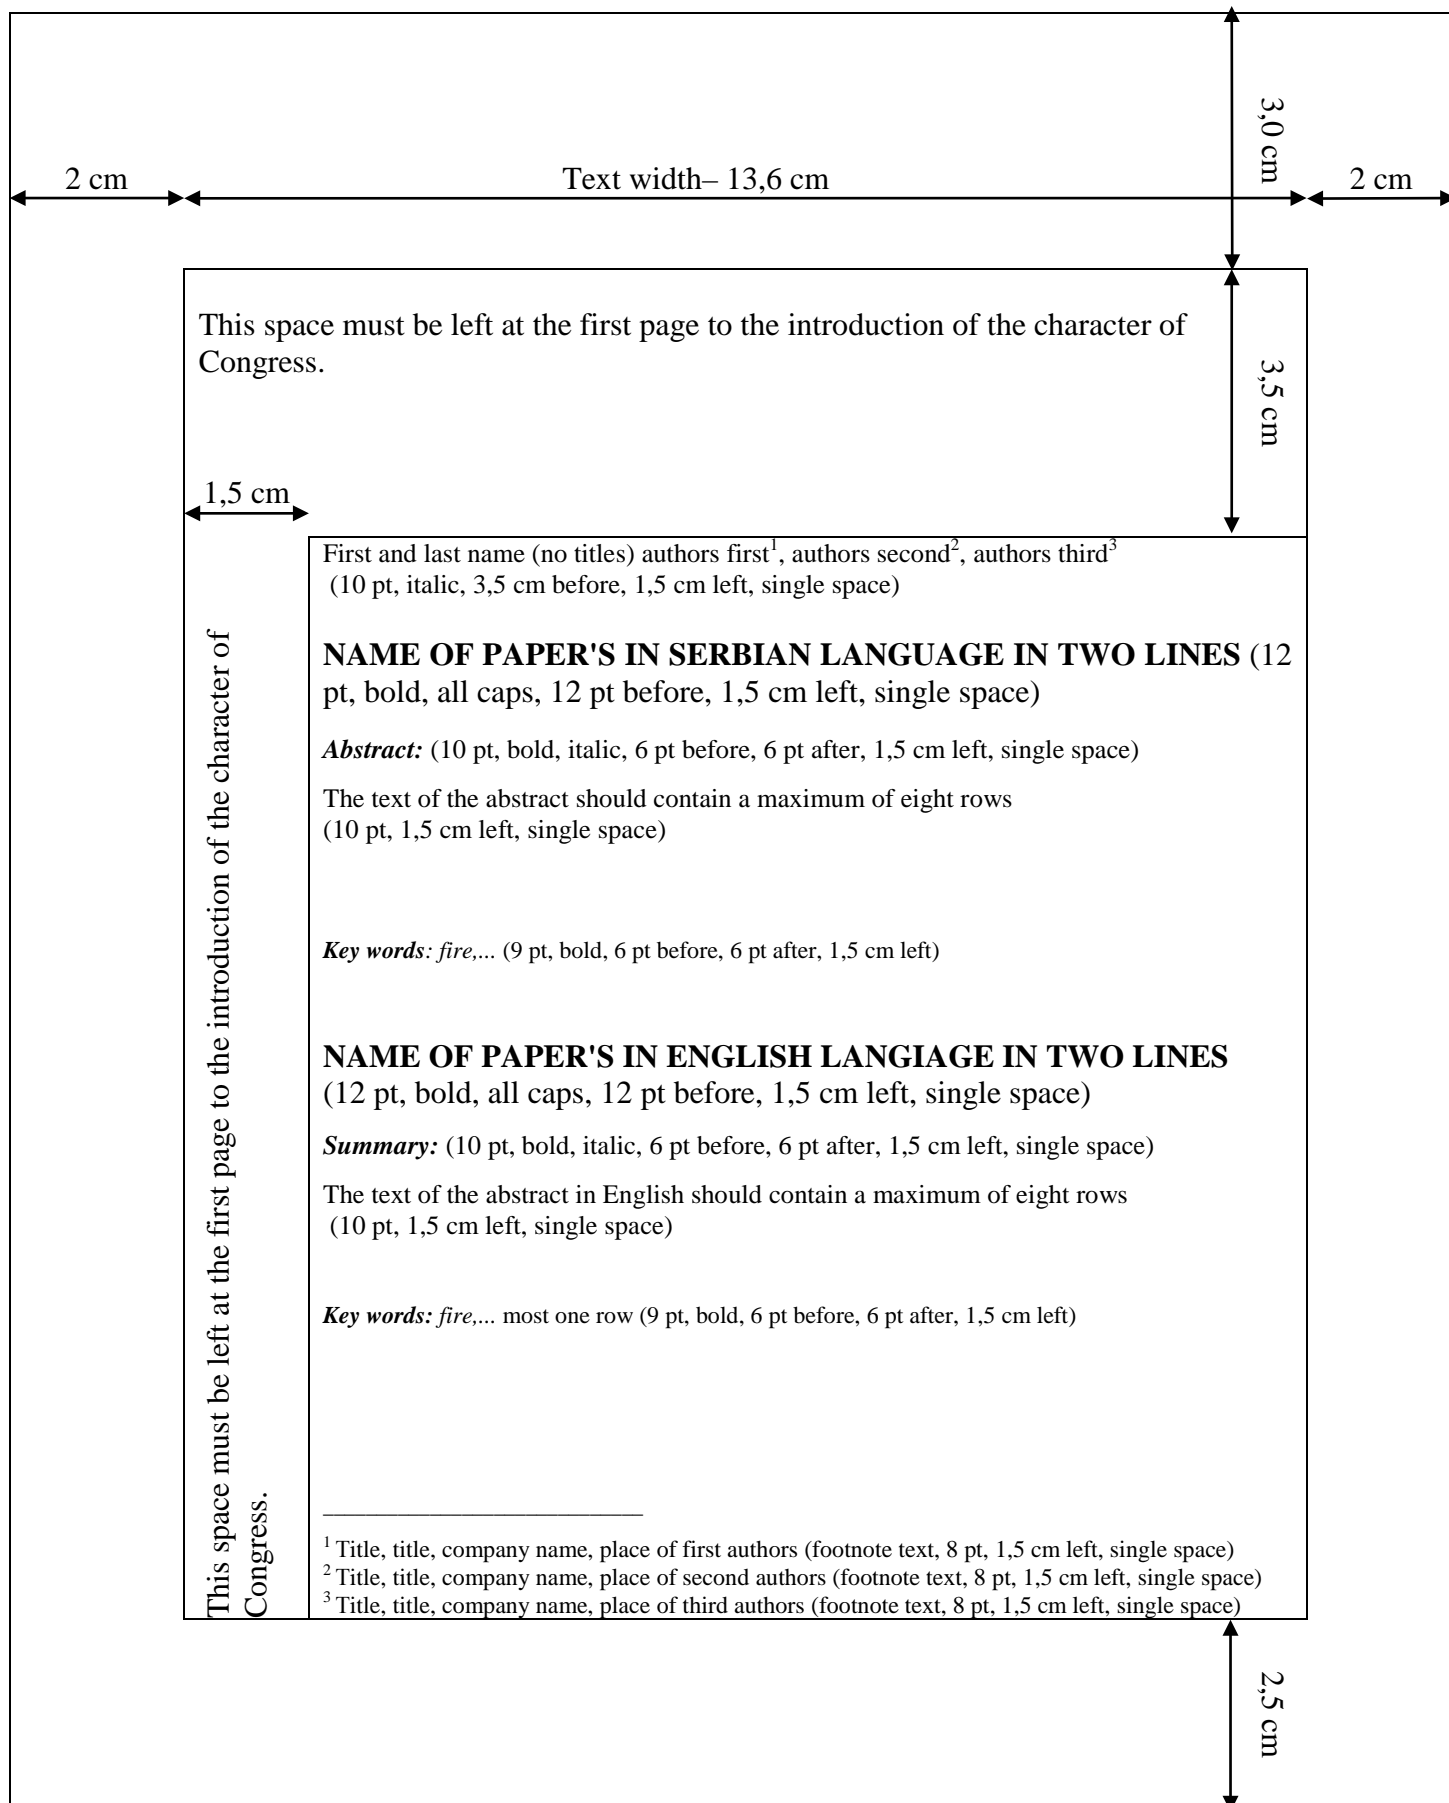 3,0 cm
2 cm
Text width– 13,6 cm
2 cm
This space must be left at the first page to the introduction of the character of
Congress.
3,5 cm
1,5 cm
First and last name (no titles) authors first1, authors second2, authors third3
(10 pt, italic, 3,5 cm before, 1,5 cm left, single space)
NAME OF PAPER'S IN SERBIAN LANGUAGE IN TWO LINES (12
pt, bold, all caps, 12 pt before, 1,5 cm left, single space)
Abstract: (10 pt, bold, italic, 6 pt before, 6 pt after, 1,5 cm left, single space)
The text of the abstract should contain a maximum of eight rows
(10 pt, 1,5 cm left, single space)
Key words: fire,... (9 pt, bold, 6 pt before, 6 pt after, 1,5 cm left)
NAME OF PAPER'S IN ENGLISH LANGIAGE IN TWO LINES
(12 pt, bold, all caps, 12 pt before, 1,5 cm left, single space)
Summary: (10 pt, bold, italic, 6 pt before, 6 pt after, 1,5 cm left, single space)
The text of the abstract in English should contain a maximum of eight rows
(10 pt, 1,5 cm left, single space)
Key words: fire,... most one row (9 pt, bold, 6 pt before, 6 pt after, 1,5 cm left)
1 Title, title, company name, place of first authors (footnote text, 8 pt, 1,5 cm left, single space)
2 Title, title, company name, place of second authors (footnote text, 8 pt, 1,5 cm left, single space)
3 Title, title, company name, place of third authors (footnote text, 8 pt, 1,5 cm left, single space)
This space must be left at the first page to the introduction of the character of
Congress.
2,5 cm